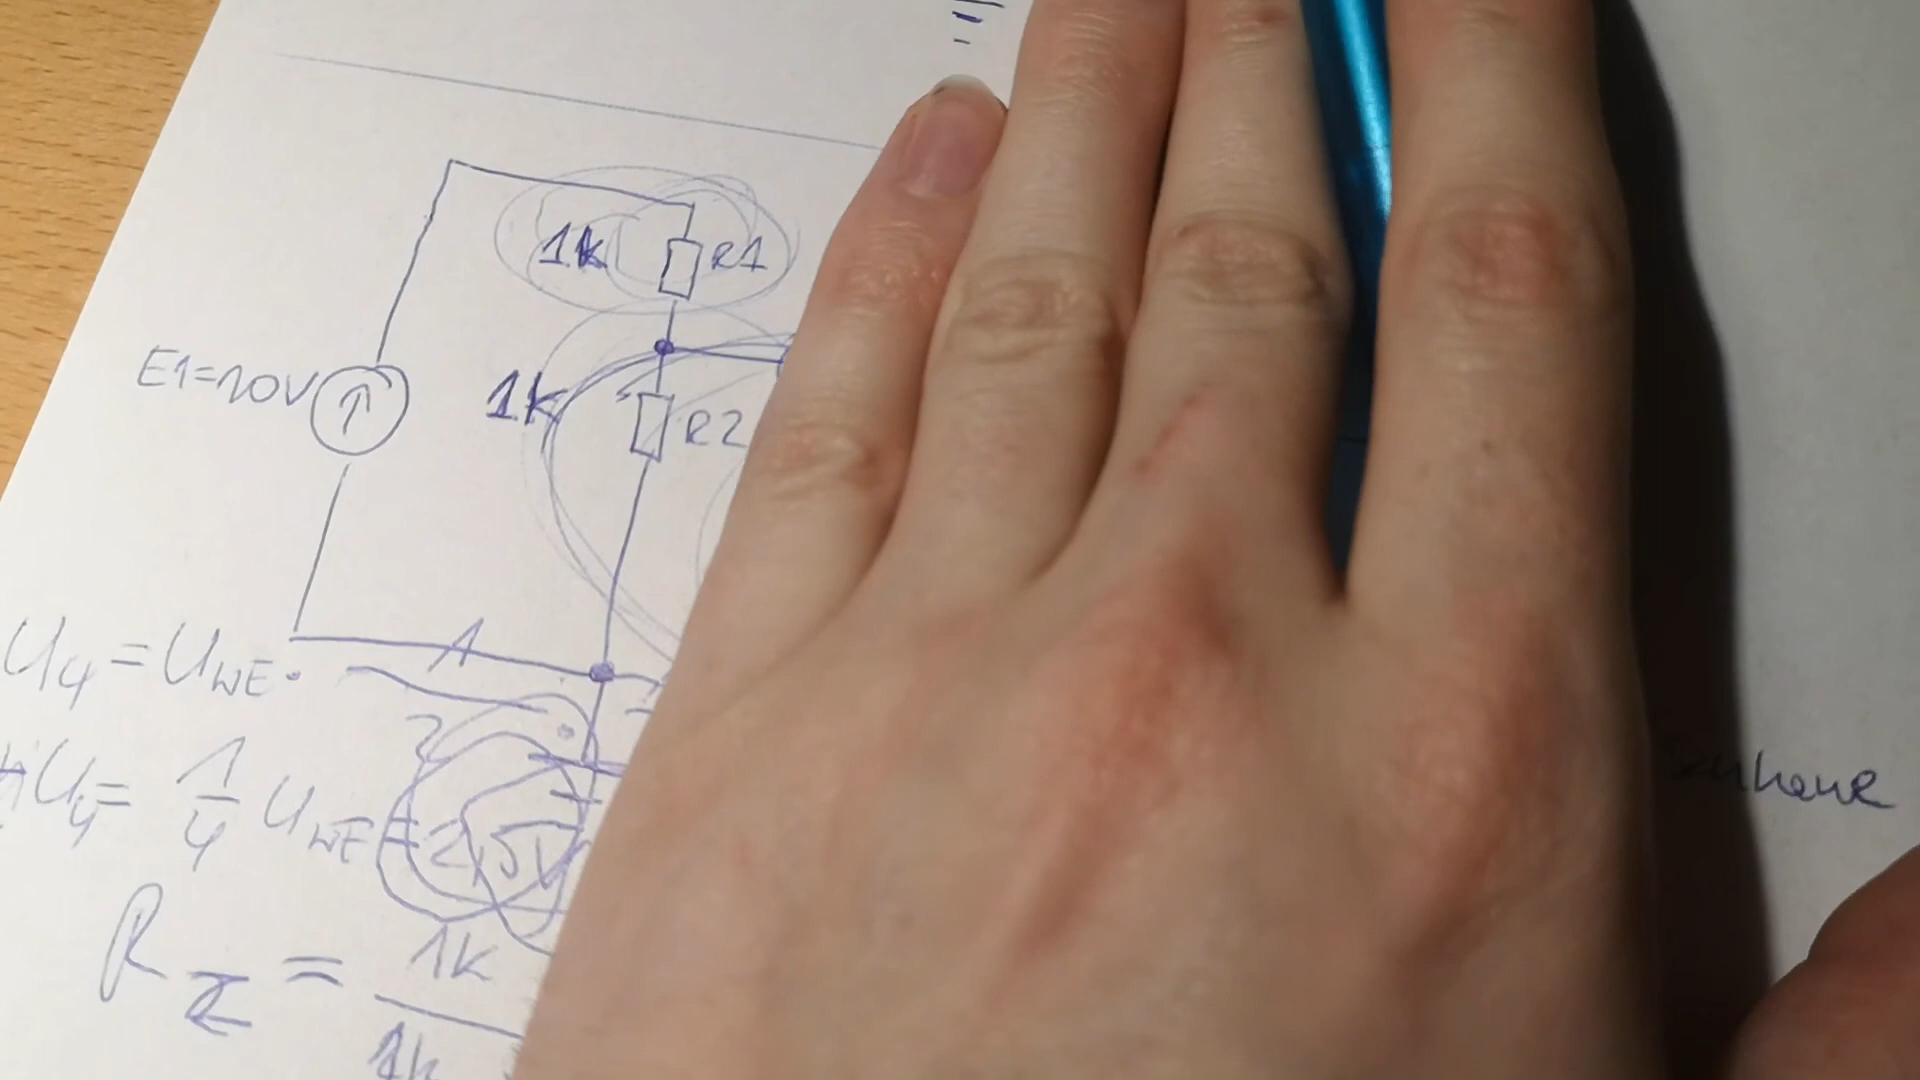 1k R1
E1=10V
1k R2
A
U4 = UWE ·
U4 = 1/4 UWE = 2,5V
RZ = 1k
1k